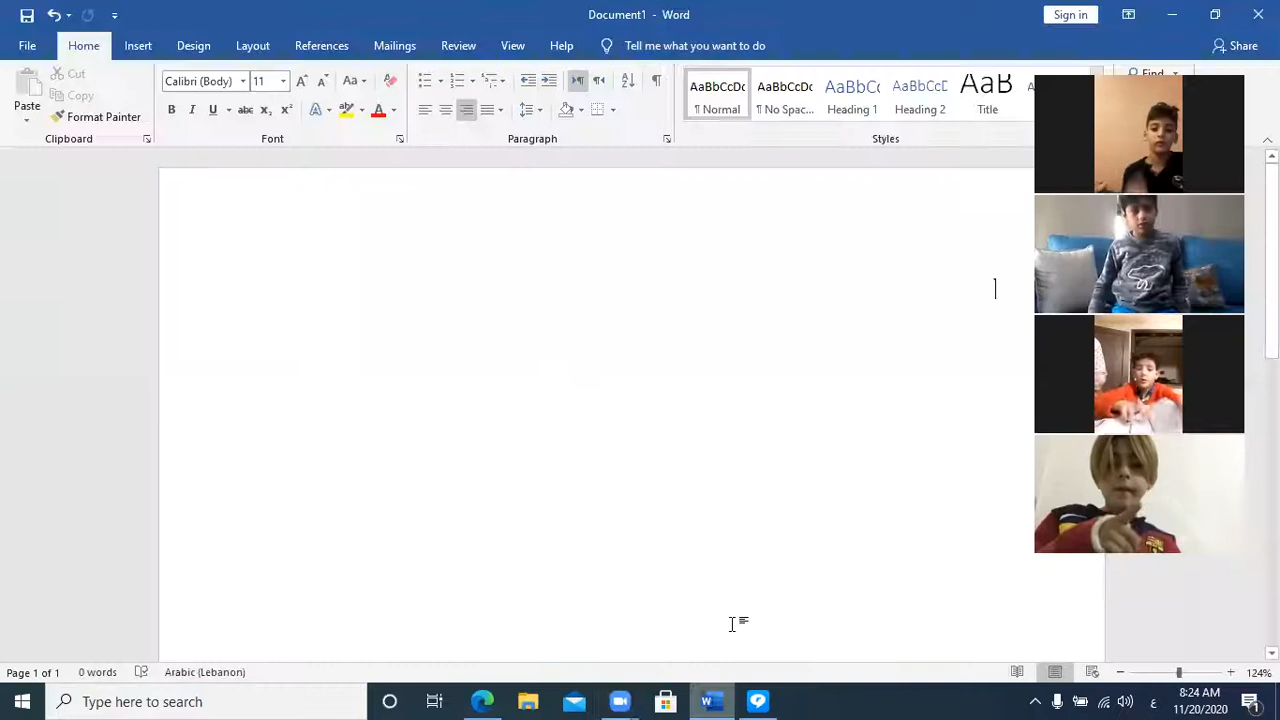 Document1 - Word
Sign in
File Home Insert Design Layout References Mailings Review View Help Tell me what you want to do Share
Paste
Cut
Copy
Format Painter
Calibri (Body) 11
Clipboard Font Paragraph Styles
AaBbCcDc AaBbCcDc AaBbCc AaBbCcD AaB
¶ Normal ¶ No Spac... Heading 1 Heading 2 Title
Find
Page 1 of 1 0 words Arabic (Lebanon) 124%
Type here to search
ع
8:24 AM
11/20/2020